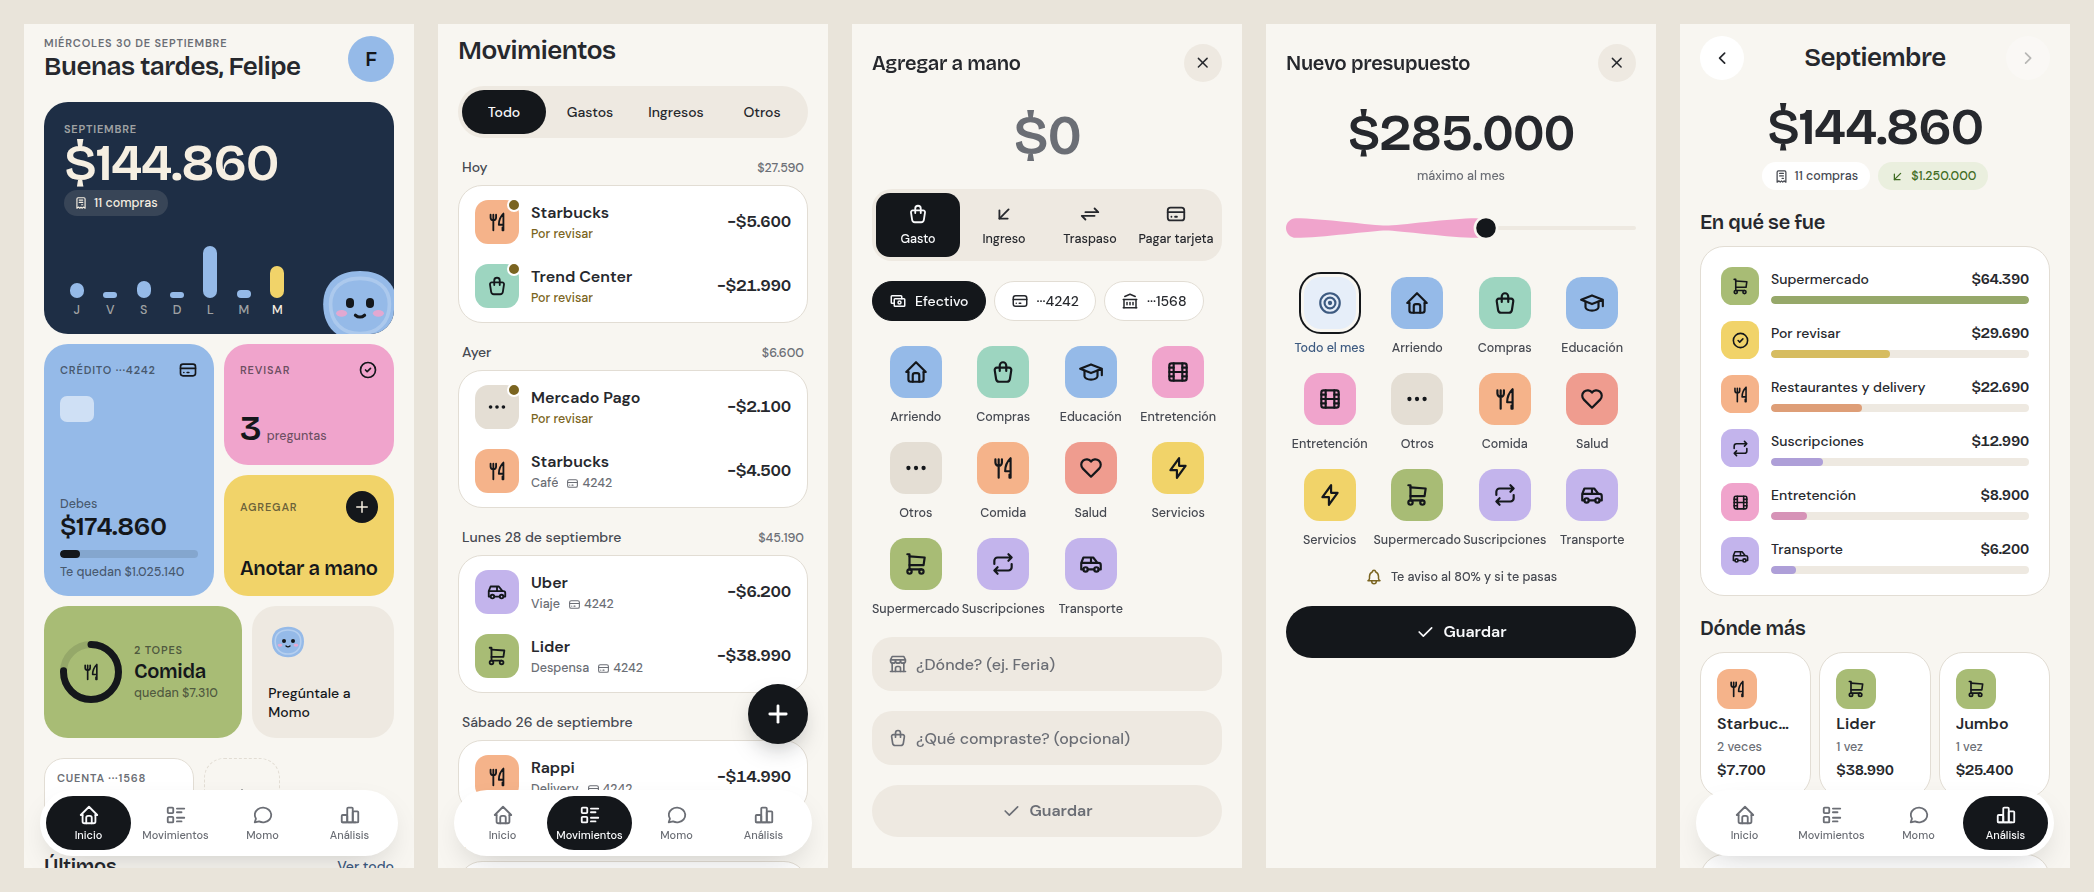 MIÉRCOLES 30 DE SEPTIEMBRE
Buenas tardes, Felipe
F
SEPTIEMBRE
$144.860
11 compras
J V S D L M M
CRÉDITO ···4242
Debes
$174.860
Te quedan $1.025.140
REVISAR
3 preguntas
AGREGAR
Anotar a mano
2 TOPES
Comida
quedan $7.310
Pregúntale a
Momo
CUENTA ···1568
Inicio Movimientos Momo Análisis
Últimos Ver todo
Movimientos
Todo Gastos Ingresos Otros
Hoy $27.590
Starbucks -$5.600
Por revisar
Trend Center -$21.990
Por revisar
Ayer $6.600
Mercado Pago -$2.100
Por revisar
Starbucks -$4.500
Café 4242
Lunes 28 de septiembre $45.190
Uber -$6.200
Viaje 4242
Lider -$38.990
Despensa 4242
Sábado 26 de septiembre
Rappi -$14.990
Delivery 4242
Inicio Movimientos Momo Análisis
Agregar a mano
$0
Gasto Ingreso Traspaso Pagar tarjeta
Efectivo ···4242 ···1568
Arriendo Compras Educación Entretención
Otros Comida Salud Servicios
Supermercado Suscripciones Transporte
¿Dónde? (ej. Feria)
¿Qué compraste? (opcional)
Guardar
Nuevo presupuesto
$285.000
máximo al mes
Todo el mes Arriendo Compras Educación
Entretención Otros Comida Salud
Servicios Supermercado Suscripciones Transporte
Te aviso al 80% y si te pasas
Guardar
Septiembre
$144.860
11 compras $1.250.000
En qué se fue
Supermercado $64.390
Por revisar $29.690
Restaurantes y delivery $22.690
Suscripciones $12.990
Entretención $8.900
Transporte $6.200
Dónde más
Starbuc... Lider Jumbo
2 veces 1 vez 1 vez
$7.700 $38.990 $25.400
Inicio Movimientos Momo Análisis